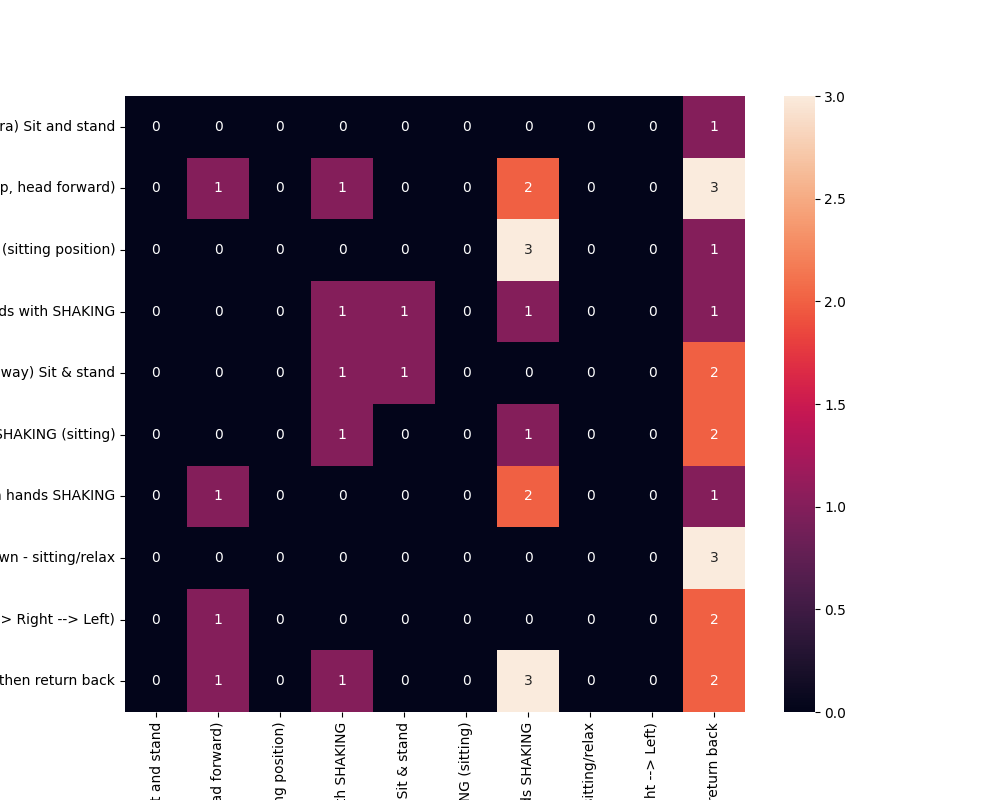 ra) Sit and stand 0 0 0 0 0 0 0 0 0 1
p, head forward) 0 1 0 1 0 0 2 0 0 3
(sitting position) 0 0 0 0 0 0 3 0 0 1
ds with SHAKING 0 0 0 1 1 0 1 0 0 1
way) Sit & stand 0 0 0 1 1 0 0 0 0 2
SHAKING (sitting) 0 0 0 1 0 0 1 0 0 2
hands SHAKING 0 1 0 0 0 0 2 0 0 1
wn - sitting/relax 0 0 0 0 0 0 0 0 0 3
> Right --> Left) 0 1 0 0 0 0 0 0 0 2
then return back 0 1 0 1 0 0 3 0 0 2
t and stand
ad forward)
ng position)
th SHAKING
Sit & stand
NG (sitting)
ds SHAKING
sitting/relax
ht --> Left)
return back
3.0
2.5
2.0
1.5
1.0
0.5
0.0